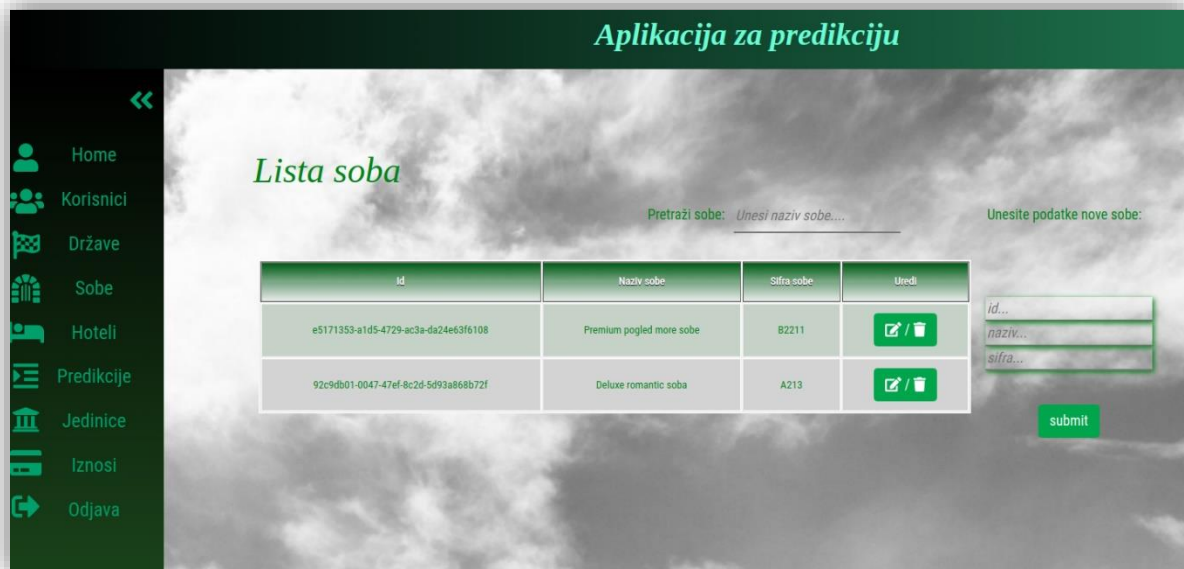 Aplikacija za predikciju
Home
Korisnici
Države
Sobe
Hoteli
Predikcije
Jedinice
Iznosi
Odjava
Lista soba
Pretraži sobe: Unesi naziv sobe....
Unesite podatke nove sobe:
Id Naziv sobe Sifra sobe Uredi
e5171353-a1d5-4729-ac3a-da24e63f6108 Premium pogled more sobe B2211 /
92c9db01-0047-47ef-8c2d-5d93a868b72f Deluxe romantic soba A213 /
id...
naziv...
sifra...
submit